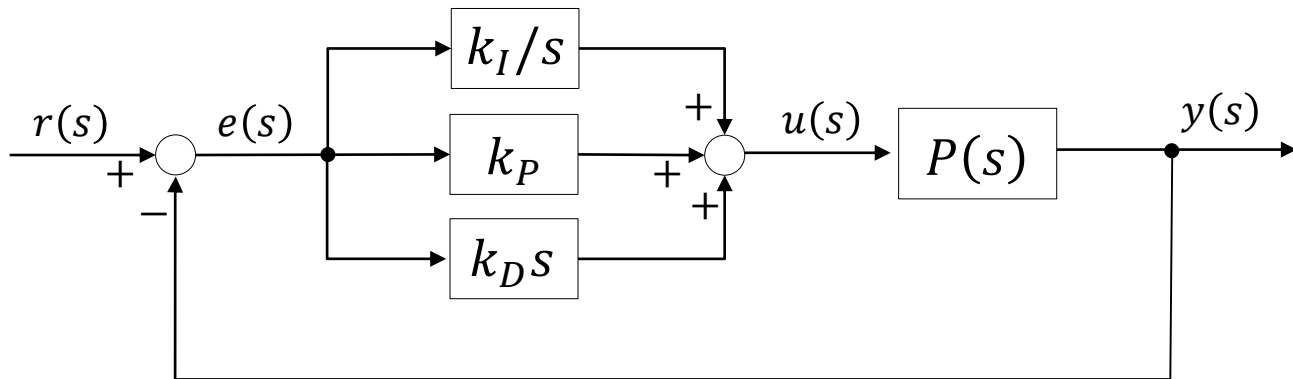 k_I/s
r(s)
+
−
e(s)
k_P
k_D s
+
+
+
u(s)
P(s)
y(s)